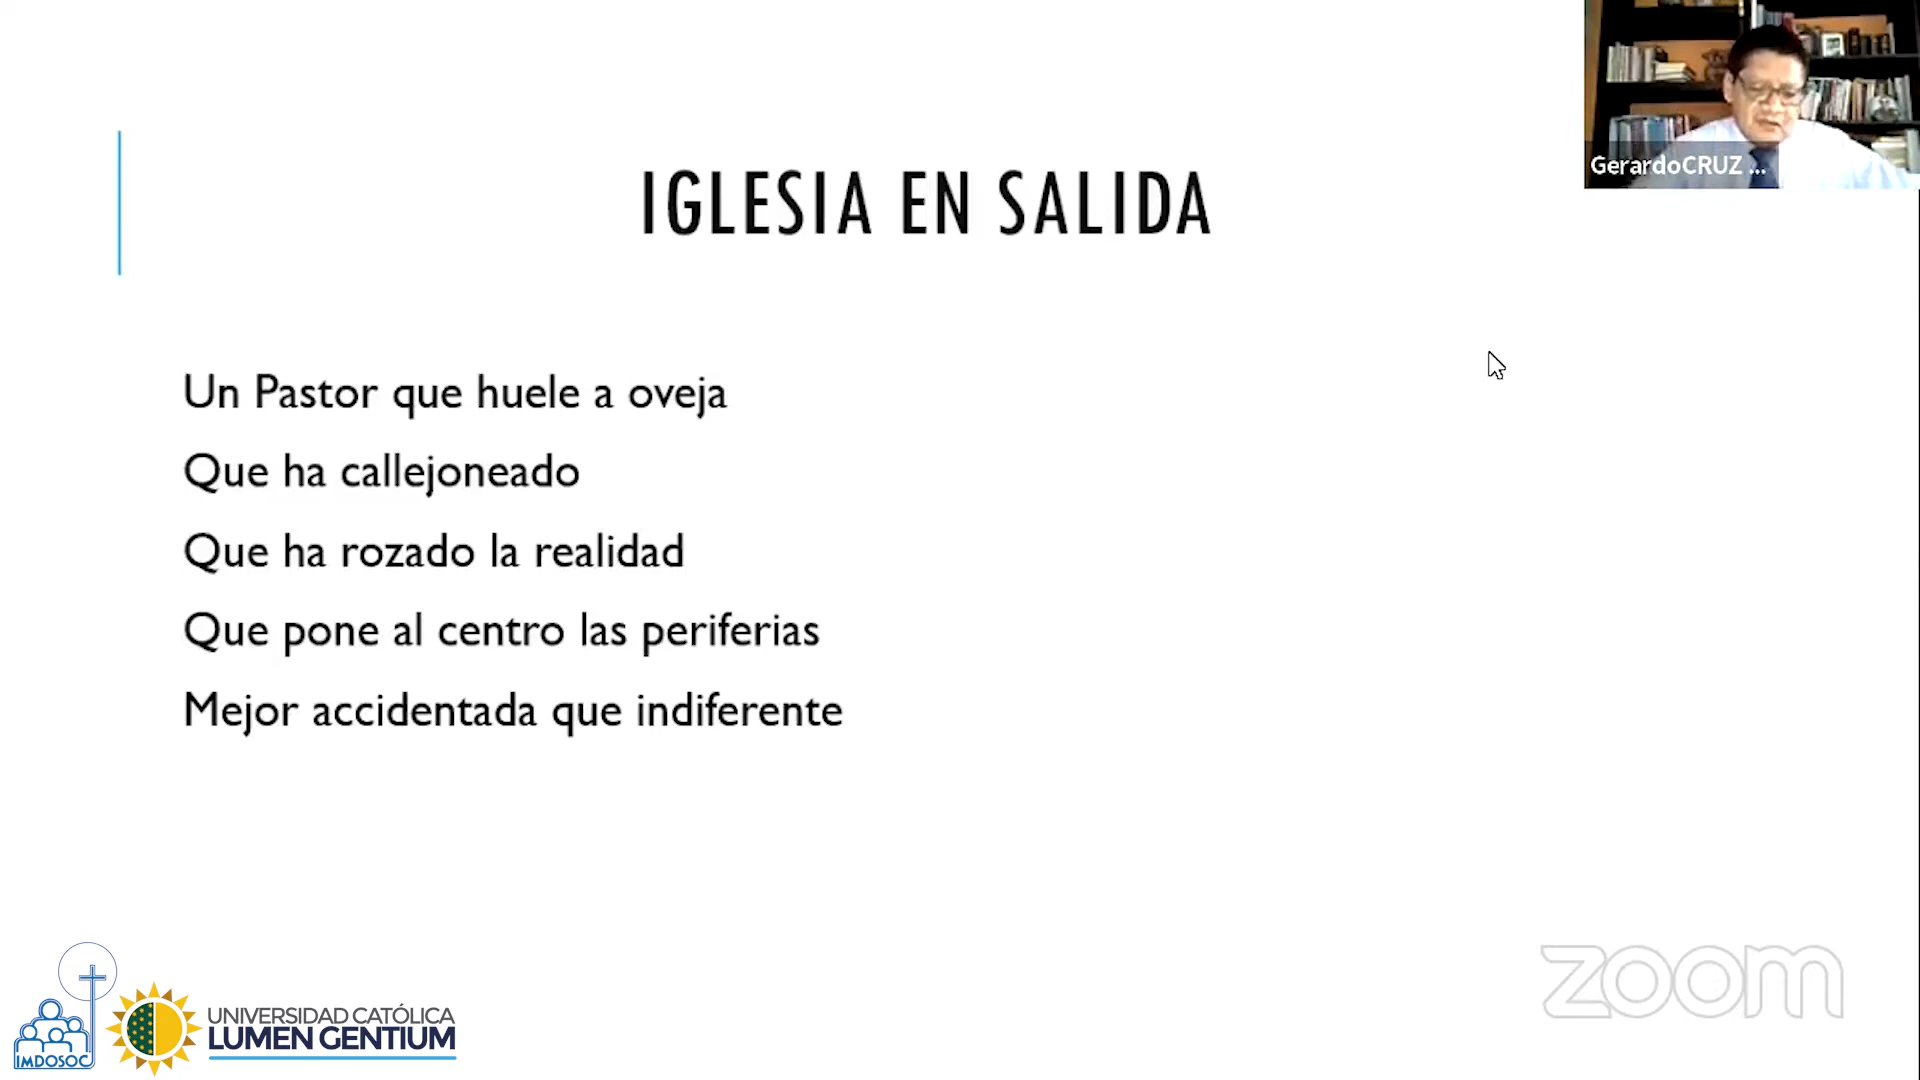 GerardoCRUZ ...
IGLESIA EN SALIDA
Un Pastor que huele a oveja
Que ha callejoneado
Que ha rozado la realidad
Que pone al centro las periferias
Mejor accidentada que indiferente
IMDOSOC
UNIVERSIDAD CATÓLICA
LUMEN GENTIUM
zoom